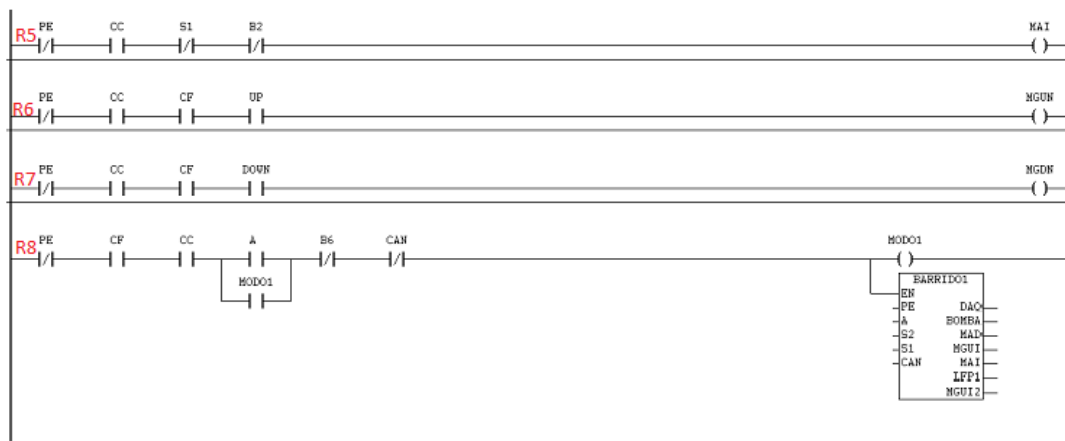 PE CC S1 B2 MAI
R5
PE CC CF UP MGUN
R6
PE CC CF DOWN MGDN
R7
PE CF CC A B6 CAN MODO1
R8
MODO1
BARRIDO1
EN
PE DAQ
A BOMBA
S2 MAD
S1 MGUI
CAN MAI
LFP1
MGUI2